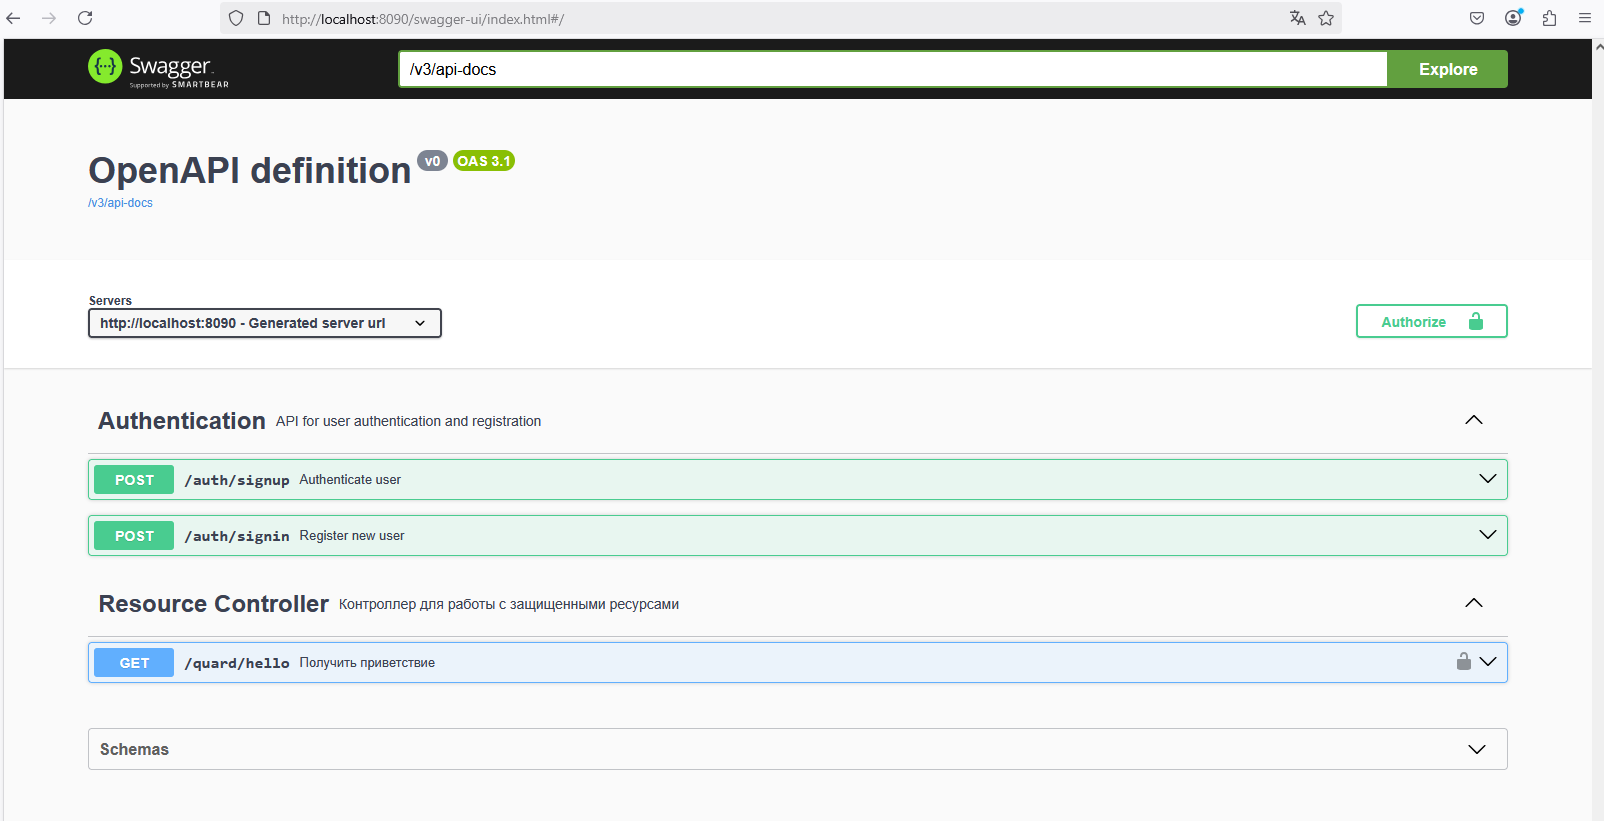 http://localhost:8090/swagger-ui/index.html#/
Swagger
Supported by SMARTBEAR
/v3/api-docs
Explore
OpenAPI definition v0 OAS 3.1
/v3/api-docs
Servers
http://localhost:8090 - Generated server url
Authorize
Authentication API for user authentication and registration
POST /auth/signup Authenticate user
POST /auth/signin Register new user
Resource Controller Контроллер для работы с защищенными ресурсами
GET /quard/hello Получить приветствие
Schemas